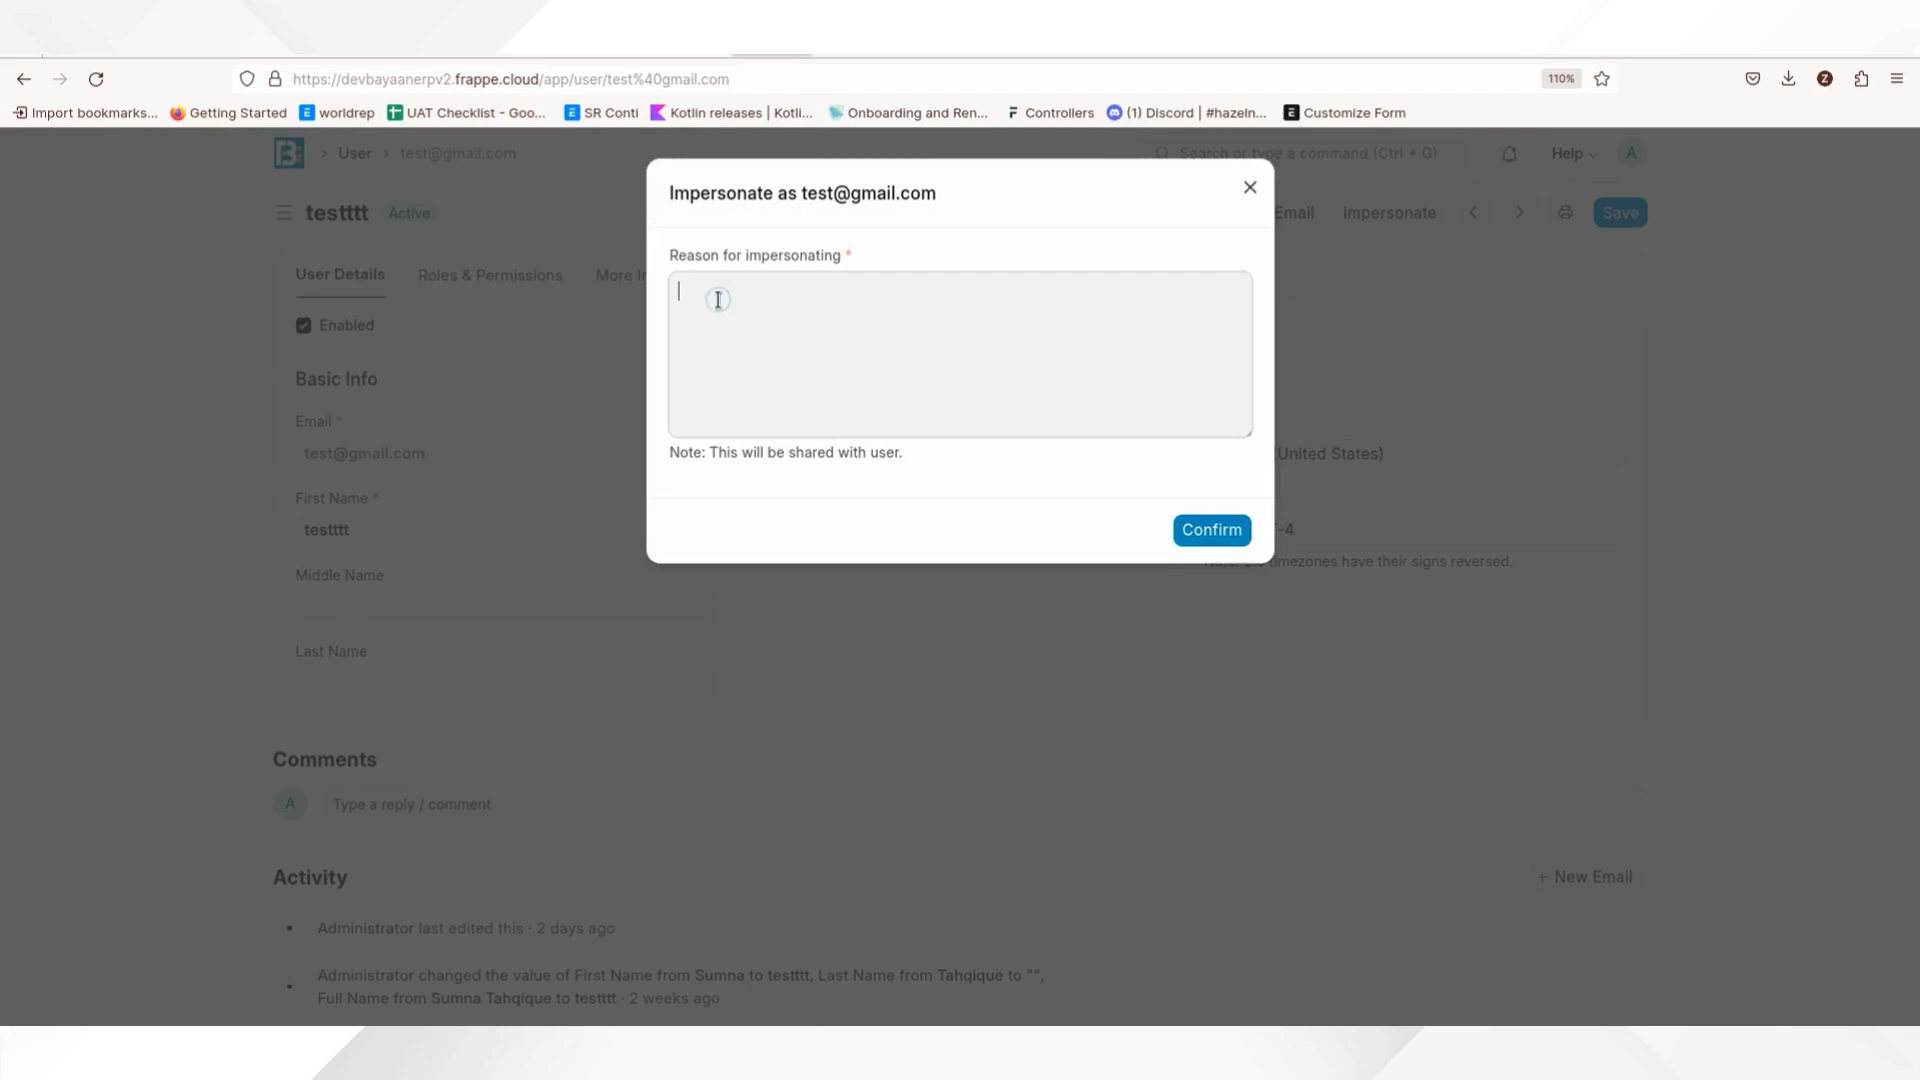 https://devbayaanerpv2.frappe.cloud/app/user/test%40gmail.com
110%
Z
Import bookmarks...
Getting Started
worldrep
UAT Checklist - Goo...
SR Conti
Kotlin releases | Kotli...
Onboarding and Ren...
Controllers
(1) Discord | #hazeln...
Customize Form
User
test@gmail.com
Search or type a command (Ctrl + G)
Help
A
testttt
Active
Email
Impersonate
Save
Impersonate as test@gmail.com
Reason for impersonating *
Note: This will be shared with user.
Confirm
User Details
Roles & Permissions
More
Enabled
Basic Info
Email *
test@gmail.com
(United States)
First Name *
testttt
-4
timezones have their signs reversed.
Middle Name
Last Name
Comments
A
Type a reply / comment
Activity
+ New Email
Administrator last edited this · 2 days ago
Administrator changed the value of First Name from Sumna to testttt, Last Name from Tahqique to "",
Full Name from Sumna Tahqique to testttt · 2 weeks ago